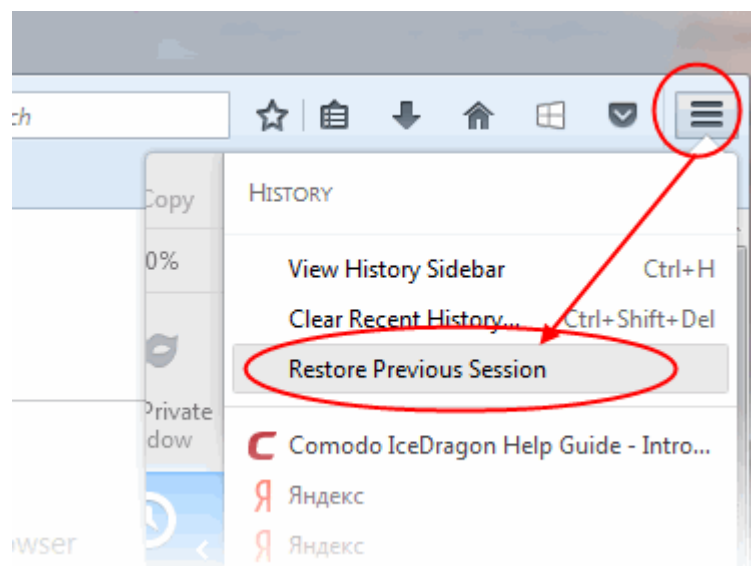 ch
Copy
0%
Private
dow
owser
HISTORY
View History Sidebar Ctrl+H
Clear Recent History... Ctrl+Shift+Del
Restore Previous Session
Comodo IceDragon Help Guide - Intro...
Яндекс
Яндекс